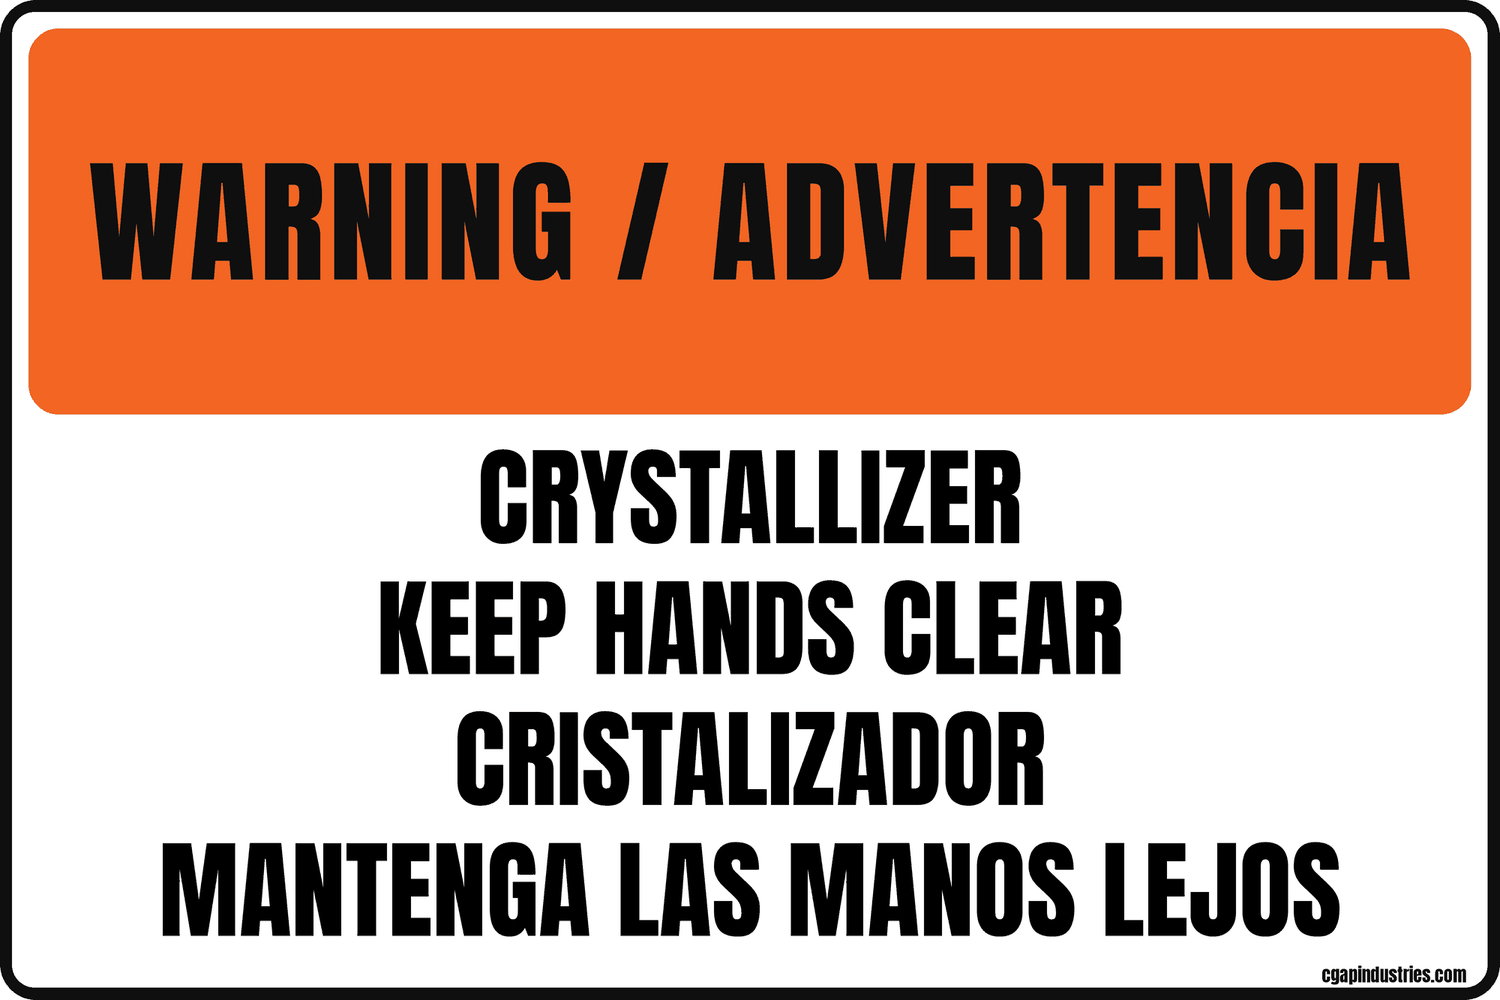 WARNING / ADVERTENCIA
CRYSTALLIZER
KEEP HANDS CLEAR
CRISTALIZADOR
MANTENGA LAS MANOS LEJOS
cgapindustries.com